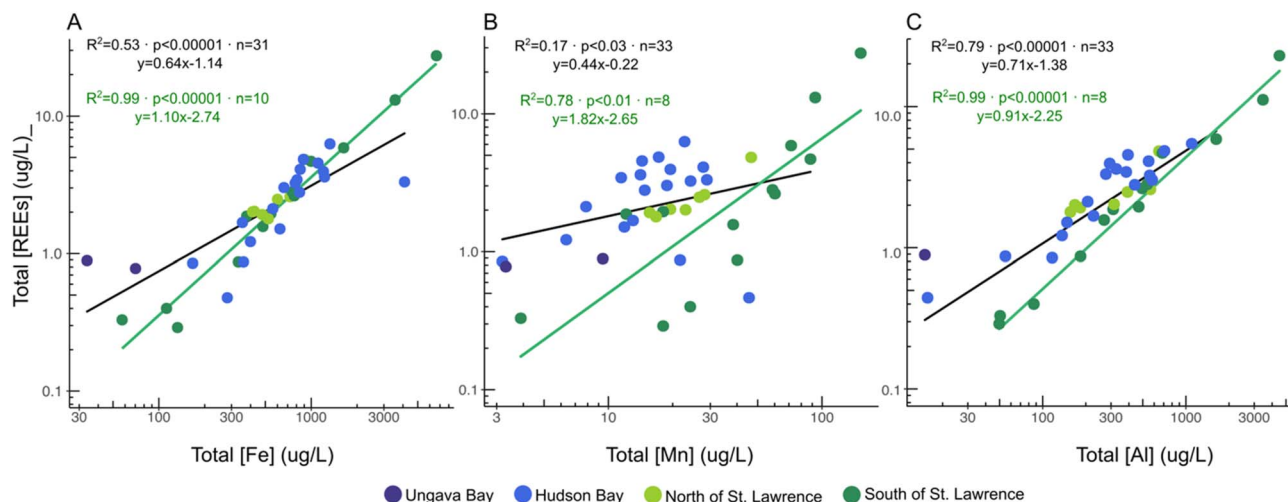 A
R²=0.53 · p<0.00001 · n=31
y=0.64x-1.14
R²=0.99 · p<0.00001 · n=10
y=1.10x-2.74
B
R²=0.17 · p<0.03 · n=33
y=0.44x-0.22
R²=0.78 · p<0.01 · n=8
y=1.82x-2.65
C
R²=0.79 · p<0.00001 · n=33
y=0.71x-1.38
R²=0.99 · p<0.00001 · n=8
y=0.91x-2.25
Total [REEs] (ug/L)_
10.0
1.0
0.1
10.0
1.0
0.1
10.0
1.0
0.1
30 100 300 1000 3000
3 10 30 100
30 100 300 1000 3000
Total [Fe] (ug/L)
Total [Mn] (ug/L)
Total [Al] (ug/L)
Ungava Bay Hudson Bay North of St. Lawrence South of St. Lawrence